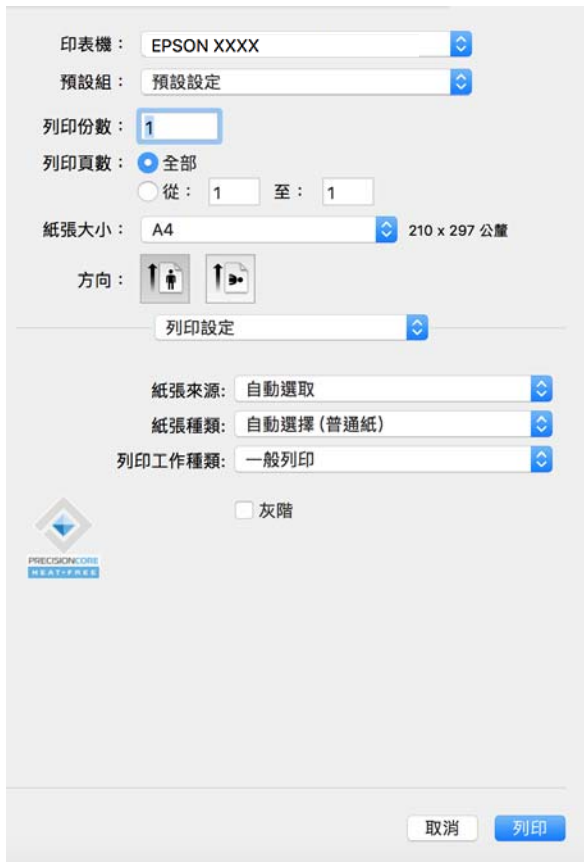 印表機： EPSON XXXX
預設組： 預設設定
列印份數： 1
列印頁數： 全部
從： 1 至： 1
紙張大小： A4 210 x 297 公釐
方向：
列印設定
紙張來源: 自動選取
紙張種類: 自動選擇 (普通紙)
列印工作種類: 一般列印
灰階
PRECISIONCORE
HEAT-FREE
取消 列印